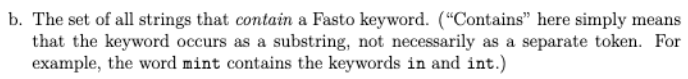 b. The set of all strings that contain a Fasto keyword. (“Contains” here simply means
that the keyword occurs as a substring, not necessarily as a separate token. For
example, the word mint contains the keywords in and int.)